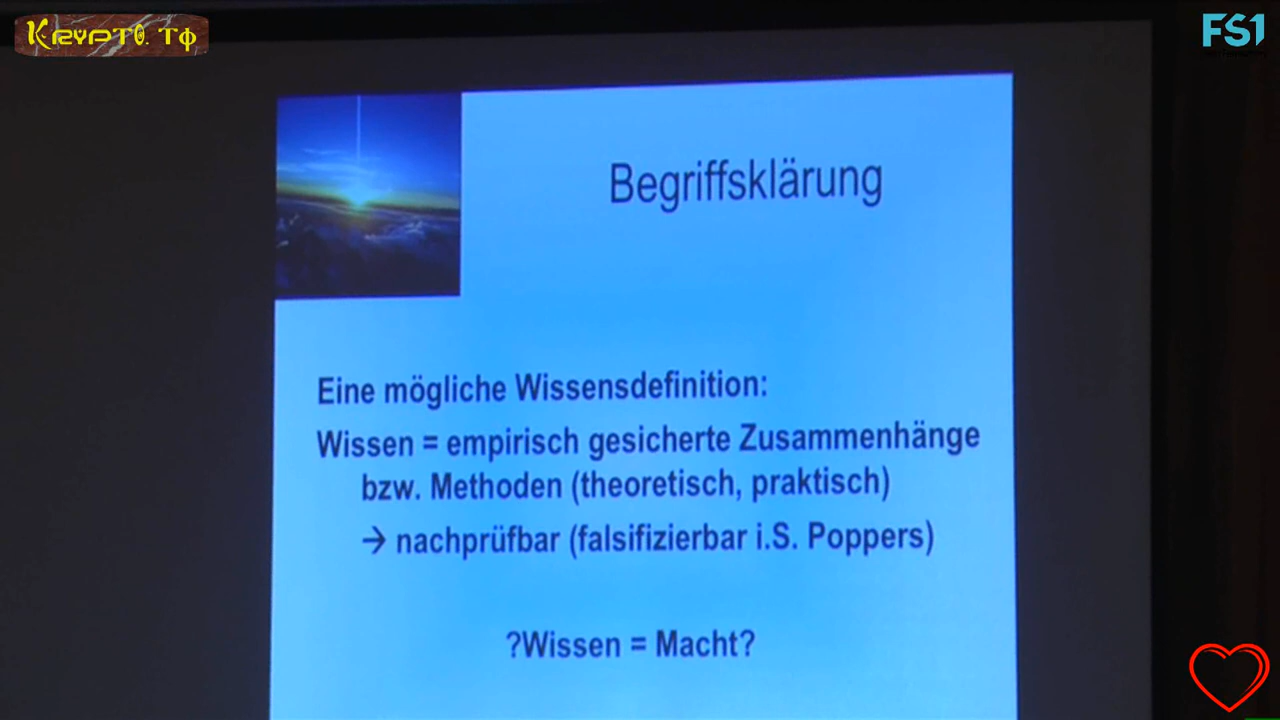 KRYPTO.TФ
FS1
Begriffsklärung
Eine mögliche Wissensdefinition:
Wissen = empirisch gesicherte Zusammenhänge
bzw. Methoden (theoretisch, praktisch)
→ nachprüfbar (falsifizierbar i.S. Poppers)
?Wissen = Macht?